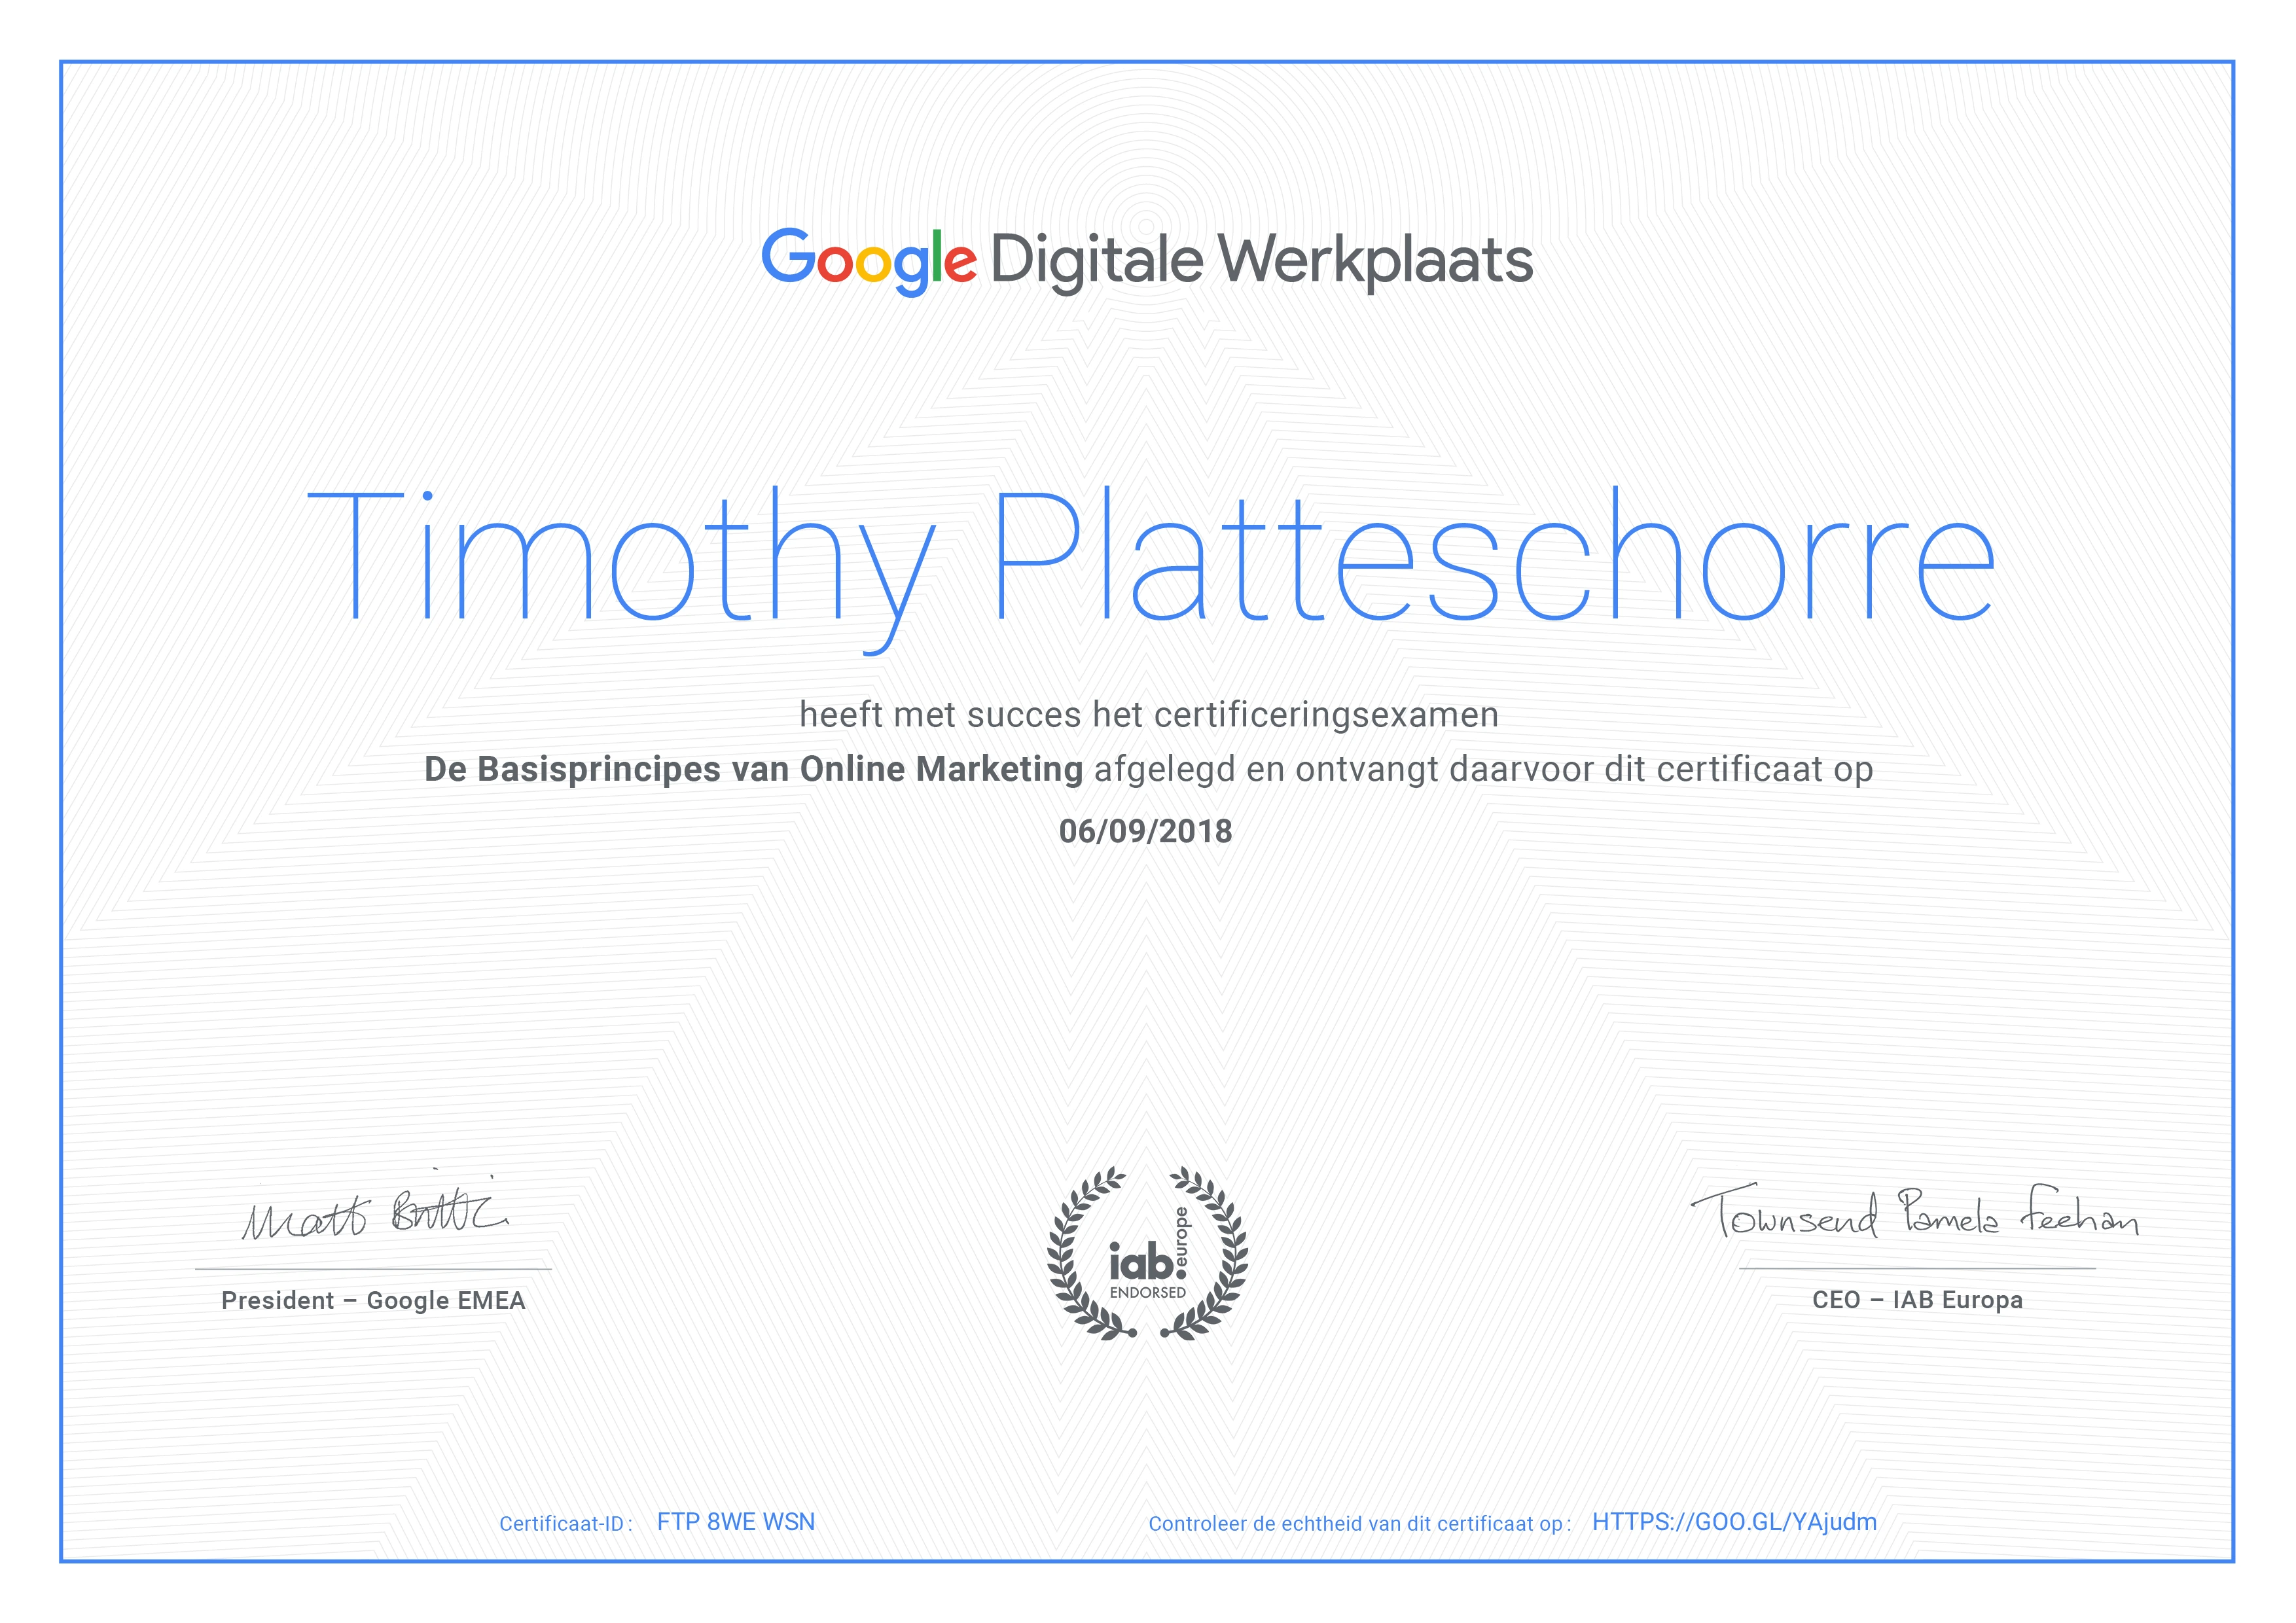 Google Digitale Werkplaats
Timothy Platteschorre
heeft met succes het certificeringsexamen
De Basisprincipes van Online Marketing afgelegd en ontvangt daarvoor dit certificaat op
06/09/2018
Matt Brittin
President – Google EMEA
iab europe
ENDORSED
Townsend Pamela Feehan
CEO – IAB Europa
Certificaat-ID : FTP 8WE WSN
Controleer de echtheid van dit certificaat op : HTTPS://GOO.GL/YAjudm